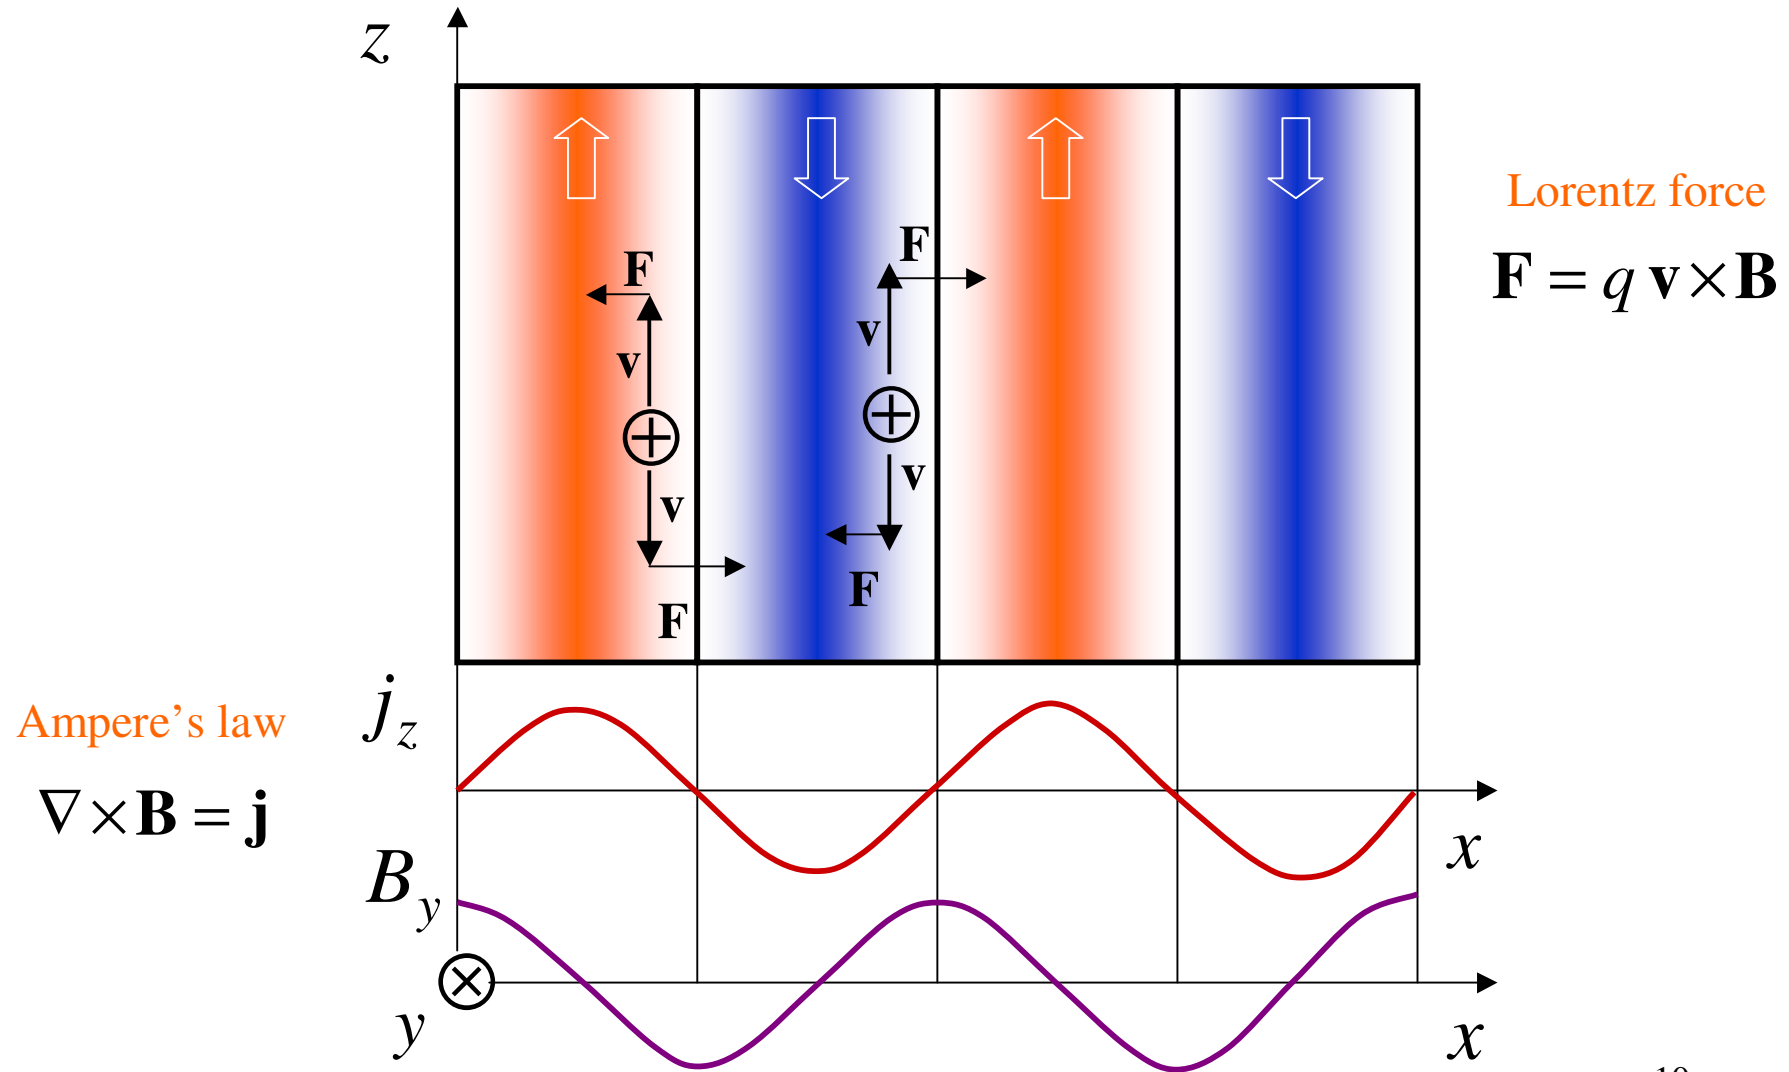 z
F
F
v
v
v
v
F
F
Lorentz force
F = q v × B
Ampere’s law
∇ × B = j
j_z
x
B_y
y
x